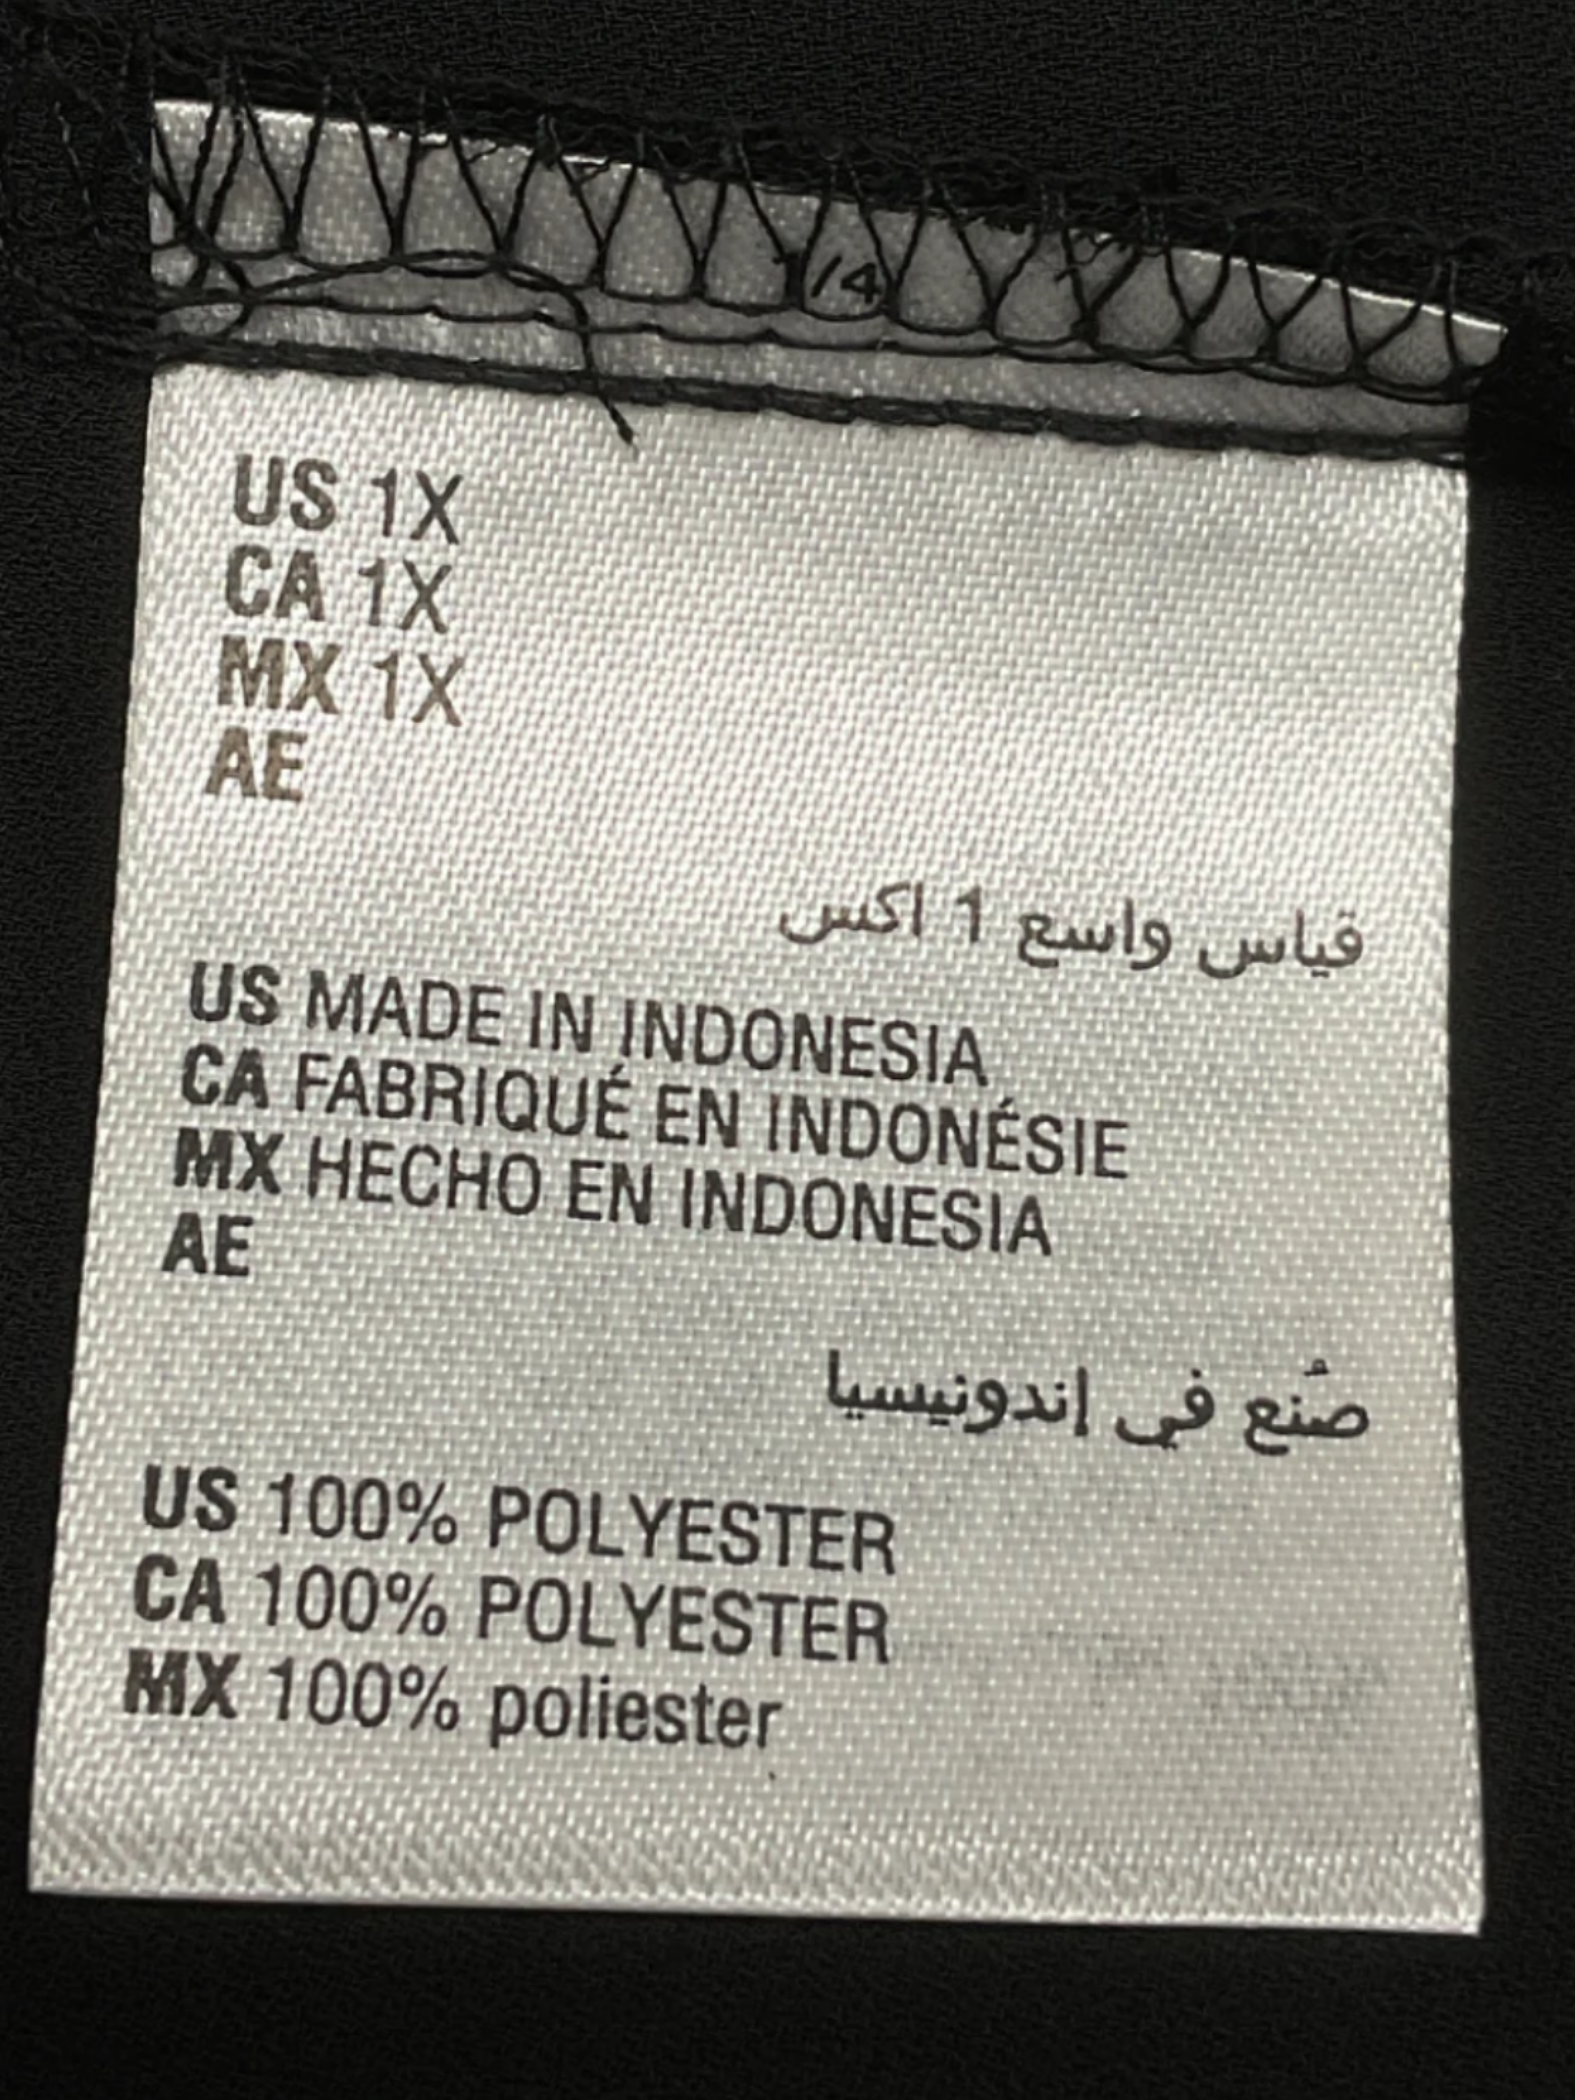 /4
US 1X
CA 1X
MX 1X
AE
قياس واسع 1 اكس
US MADE IN INDONESIA
CA FABRIQUÉ EN INDONÉSIE
MX HECHO EN INDONESIA
AE
صُنع في إندونيسيا
US 100% POLYESTER
CA 100% POLYESTER
MX 100% poliester